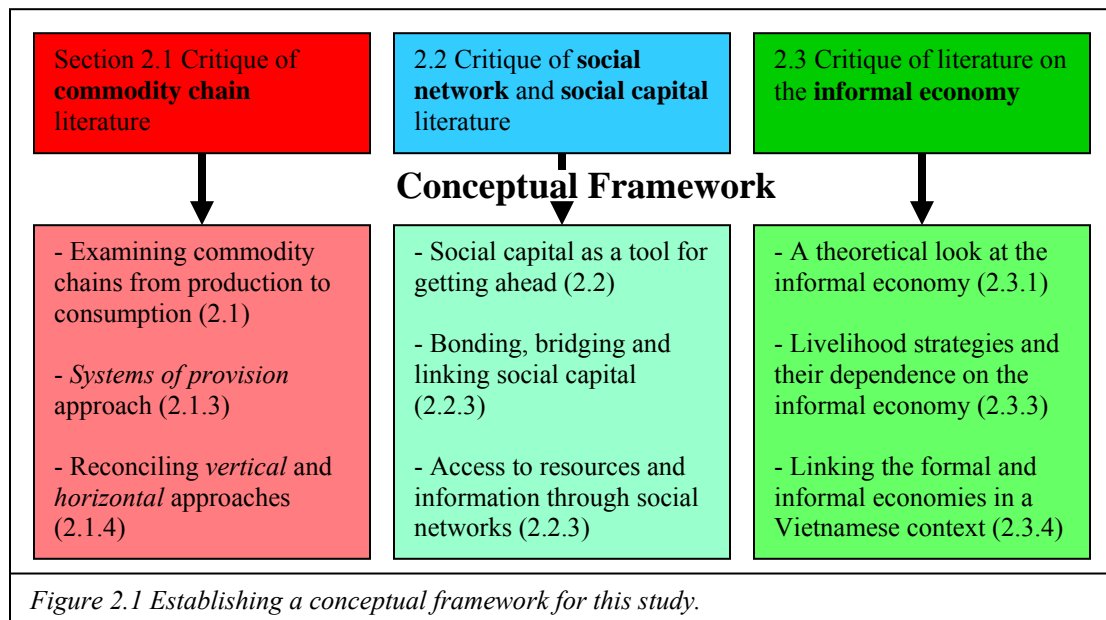 Section 2.1 Critique of
commodity chain
literature
2.2 Critique of social
network and social capital
literature
2.3 Critique of literature on
the informal economy
Conceptual Framework
- Examining commodity
chains from production to
consumption (2.1)
- Systems of provision
approach (2.1.3)
- Reconciling vertical and
horizontal approaches
(2.1.4)
- Social capital as a tool for
getting ahead (2.2)
- Bonding, bridging and
linking social capital
(2.2.3)
- Access to resources and
information through social
networks (2.2.3)
- A theoretical look at the
informal economy (2.3.1)
- Livelihood strategies and
their dependence on the
informal economy (2.3.3)
- Linking the formal and
informal economies in a
Vietnamese context (2.3.4)
Figure 2.1 Establishing a conceptual framework for this study.